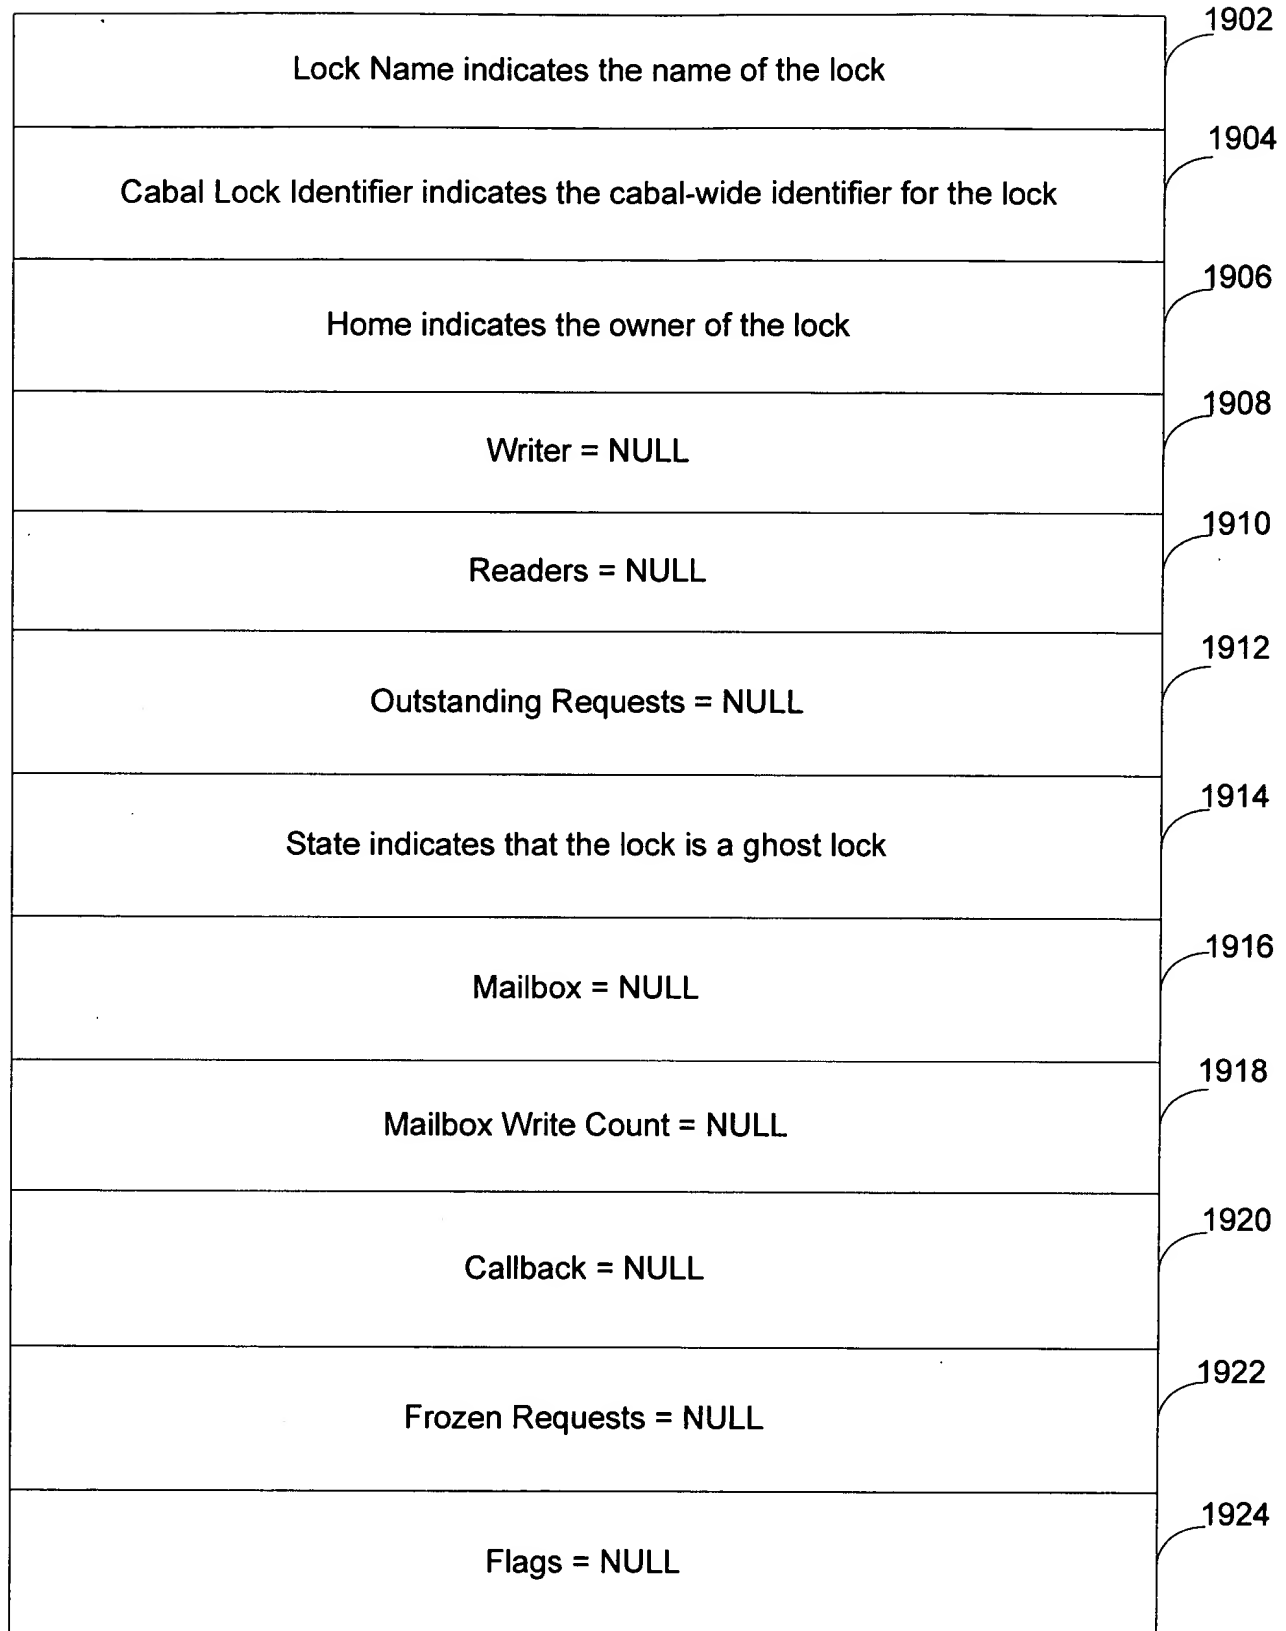 1902
Lock Name indicates the name of the lock
1904
Cabal Lock Identifier indicates the cabal-wide identifier for the lock
1906
Home indicates the owner of the lock
1908
Writer = NULL
1910
Readers = NULL
1912
Outstanding Requests = NULL
1914
State indicates that the lock is a ghost lock
1916
Mailbox = NULL
1918
Mailbox Write Count = NULL
1920
Callback = NULL
1922
Frozen Requests = NULL
1924
Flags = NULL